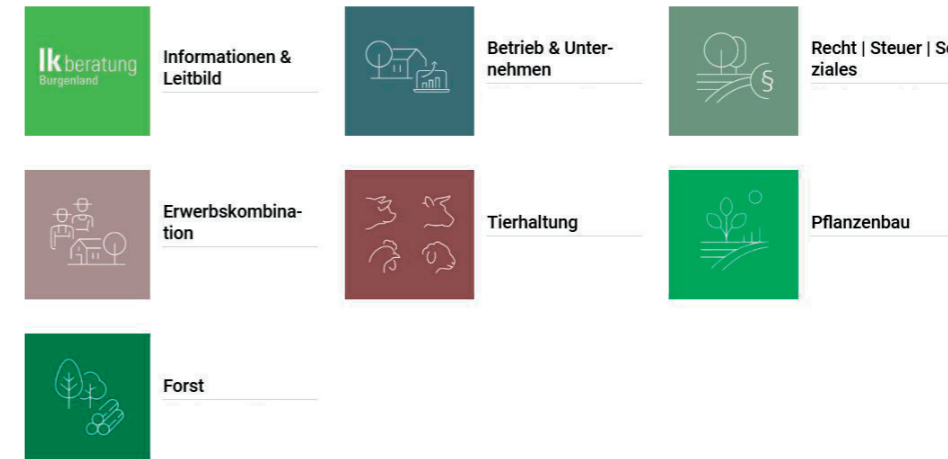 lk beratung
Burgenland
Informationen &
Leitbild
Betrieb & Unter-
nehmen
Recht | Steuer | So
ziales
§
Erwerbskombina-
tion
Tierhaltung
Pflanzenbau
Forst